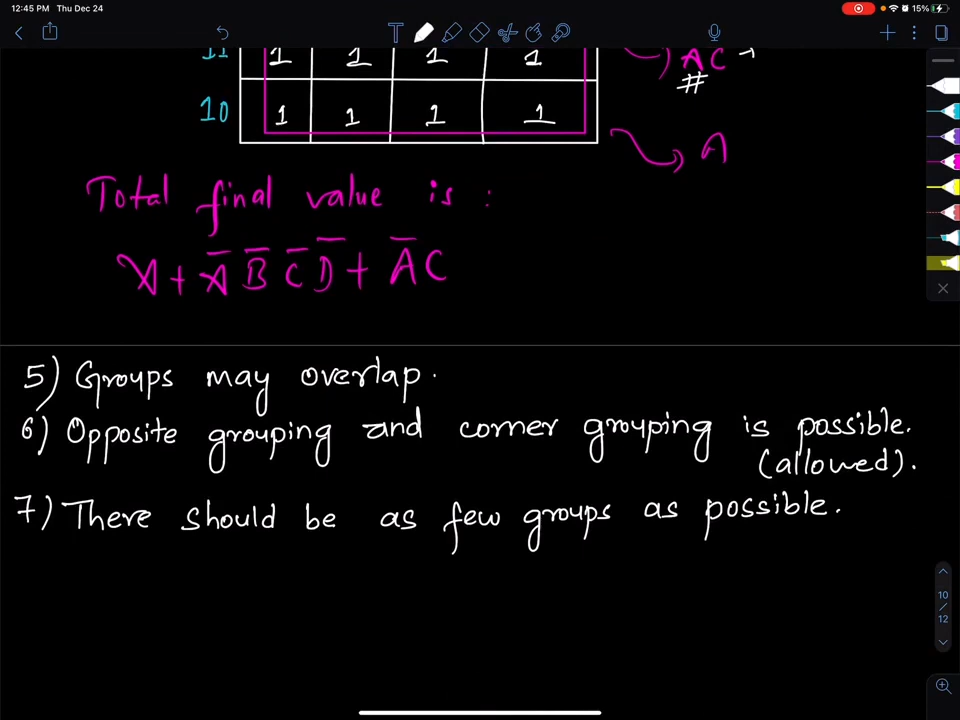 12:45 PM Thu Dec 24
15%
11 1 1 1 1
A̅C
#
10 1 1 1 1
A
Total final value is :
A + A̅ B̅ C̅ D̅ + A̅ C
5) Groups may overlap.
6) Opposite grouping and corner grouping is possible.
(allowed).
7) There should be as few groups as possible.
10
/
12